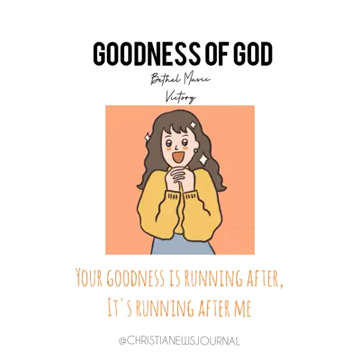 GOODNESS OF GOD
Bethel Music
Victory
YOUR GOODNESS IS RUNNING AFTER,
IT'S RUNNING AFTER ME
@CHRISTIANEWSJOURNAL